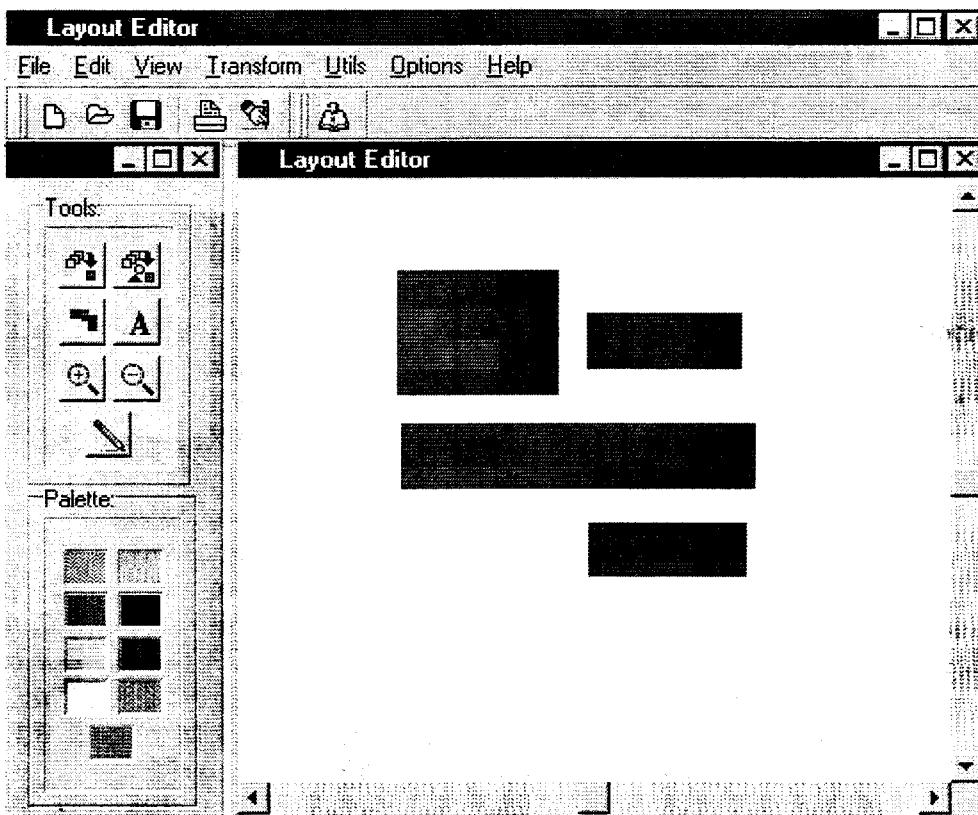 Layout Editor
File Edit View Transform Utils Options Help
Layout Editor
Tools:
A
Palette: